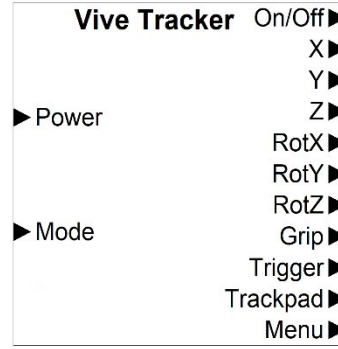 Vive Tracker On/Off
X
Y
Z
Power
RotX
RotY
RotZ
Mode
Grip
Trigger
Trackpad
Menu